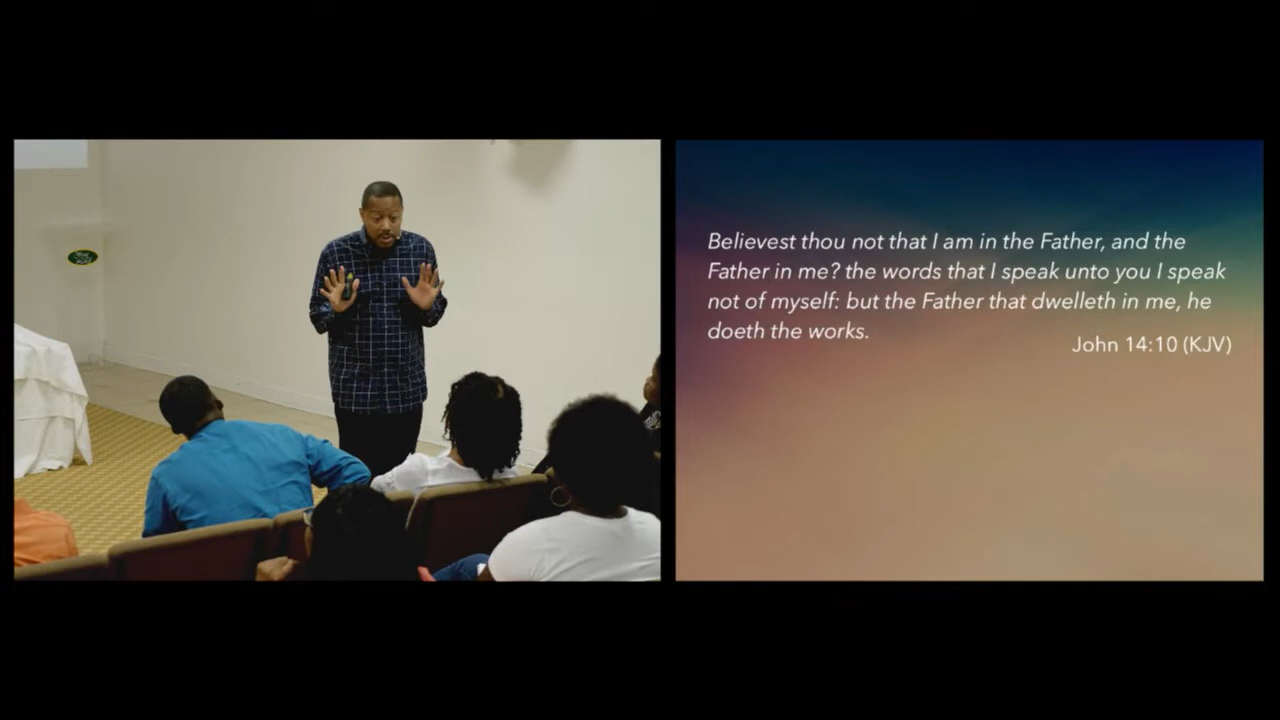 Believest thou not that I am in the Father, and the
Father in me? the words that I speak unto you I speak
not of myself: but the Father that dwelleth in me, he
doeth the works.
John 14:10 (KJV)